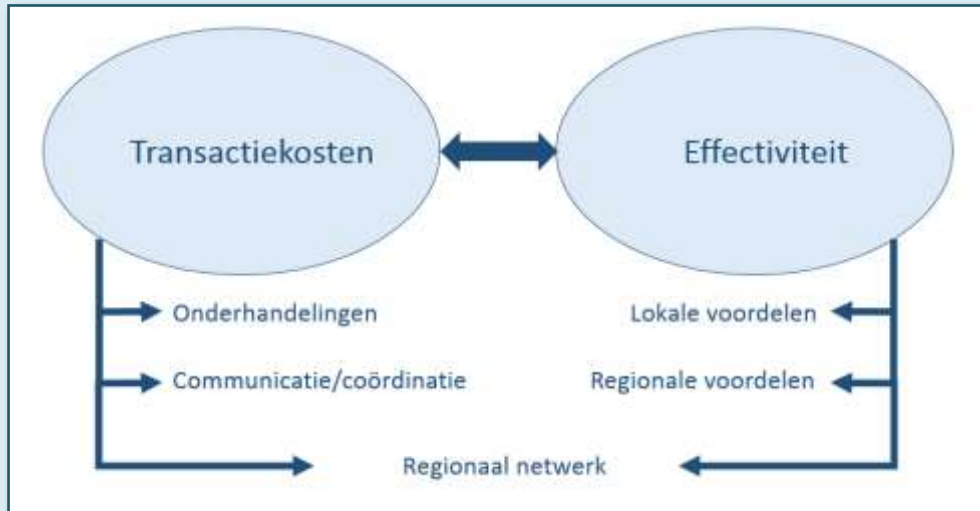 Transactiekosten
Effectiviteit
Onderhandelingen
Lokale voordelen
Communicatie/coördinatie
Regionale voordelen
Regionaal netwerk